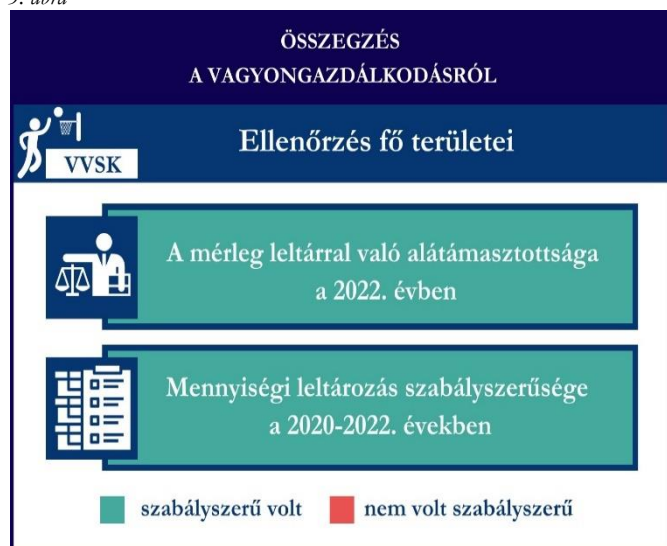 ÖSSZEGZÉS
A VAGYONGAZDÁLKODÁSRÓL
VVSK
Ellenőrzés fő területei
A mérleg leltárral való alátámasztottsága
a 2022. évben
Mennyiségi leltározás szabályszerűsége
a 2020-2022. években
szabályszerű volt
nem volt szabályszerű